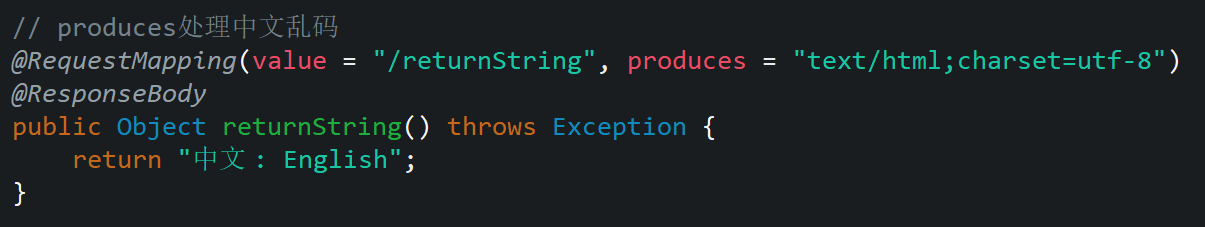 // produces处理中文乱码
@RequestMapping(value = "/returnString", produces = "text/html;charset=utf-8")
@ResponseBody
public Object returnString() throws Exception {
    return "中文 : English";
}